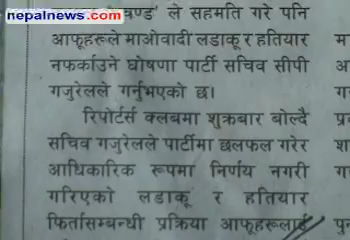 nepalnews.com
चण्ड' ले सहमति गरे पनि
आफूहरूले माओवादी लडाकू र हतियार
नफर्काउने घोषणा पार्टी सचिव सीपी
गजुरेलले गर्नुभएको छ।
रिपोर्टर्स क्लबमा शुक्रबार बोल्दै
सचिव गजुरेलले पार्टीमा छलफल गरेर
आधिकारिक रूपमा निर्णय नगरी
गरिएको लडाकू र हतियार
फिर्तासम्बन्धी प्रक्रिया आफूहरूलाई